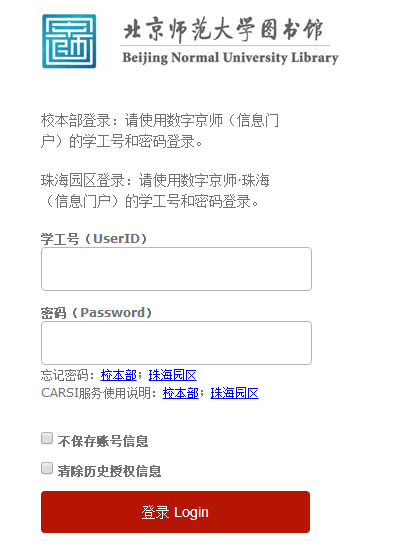 北京师范大学图书馆
Beijing Normal University Library
校本部登录：请使用数字京师（信息门
户）的学工号和密码登录。
珠海园区登录：请使用数字京师·珠海
（信息门户）的学工号和密码登录。
学工号（UserID）
密码（Password）
忘记密码：校本部；珠海园区
CARSI服务使用说明：校本部；珠海园区
不保存账号信息
清除历史授权信息
登录 Login